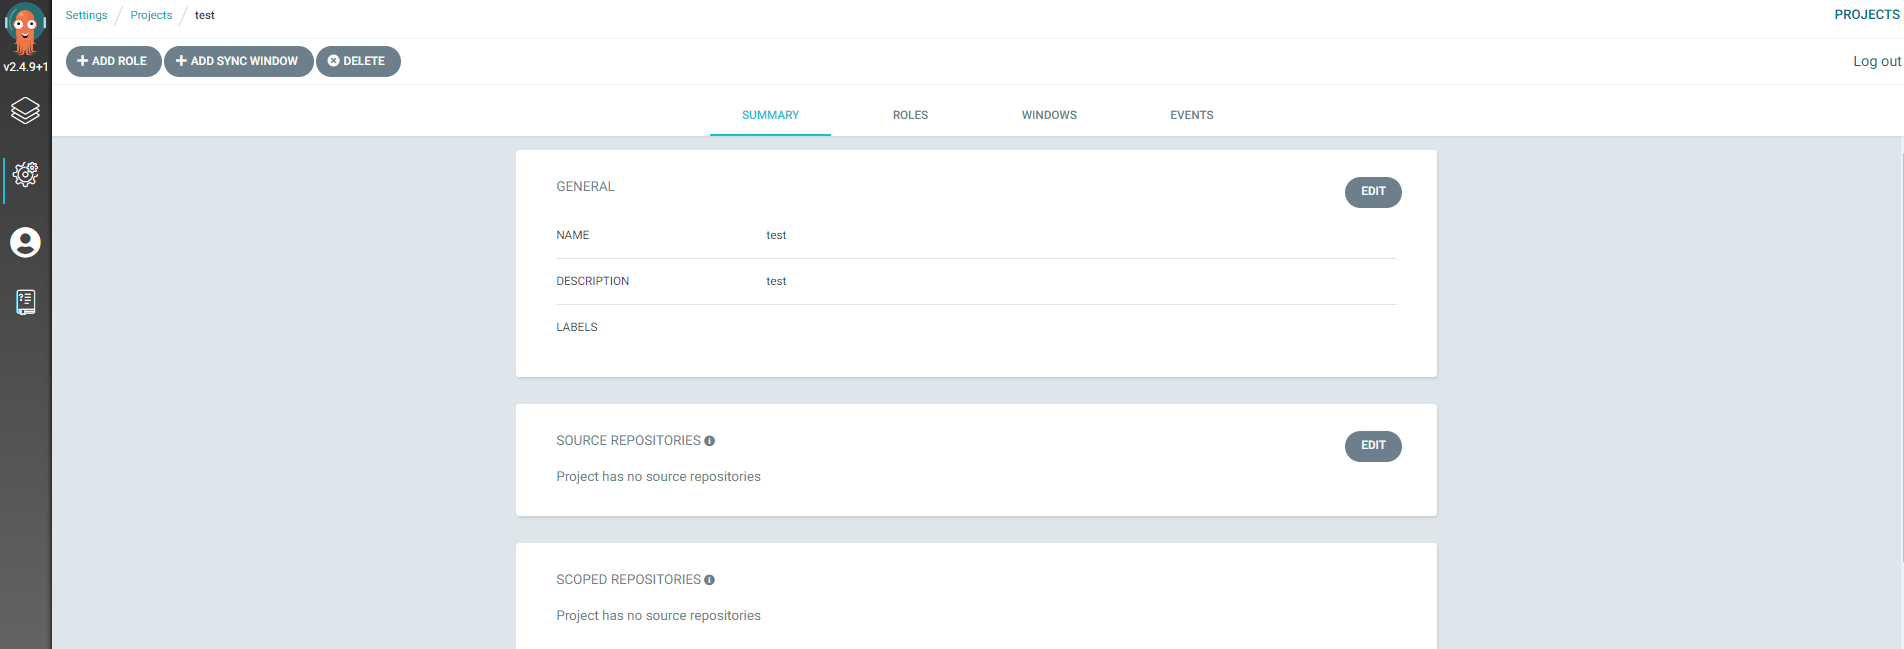 Settings / Projects / test
PROJECTS
v2.4.9+1
ADD ROLE
ADD SYNC WINDOW
DELETE
Log out
SUMMARY
ROLES
WINDOWS
EVENTS
GENERAL
EDIT
NAME test
DESCRIPTION test
LABELS
SOURCE REPOSITORIES
EDIT
Project has no source repositories
SCOPED REPOSITORIES
Project has no source repositories